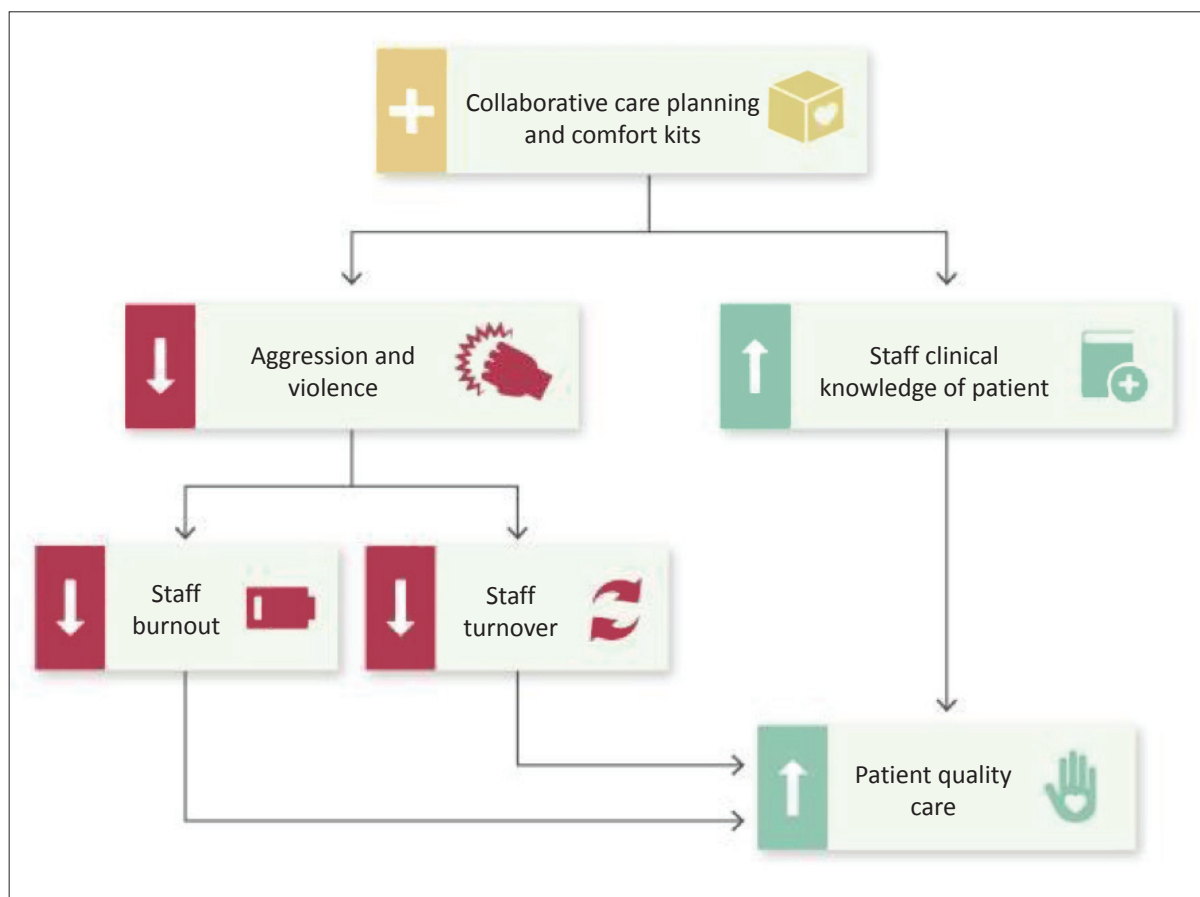 Collaborative care planning
and comfort kits
Aggression and
violence
Staff clinical
knowledge of patient
Staff
burnout
Staff
turnover
Patient quality
care